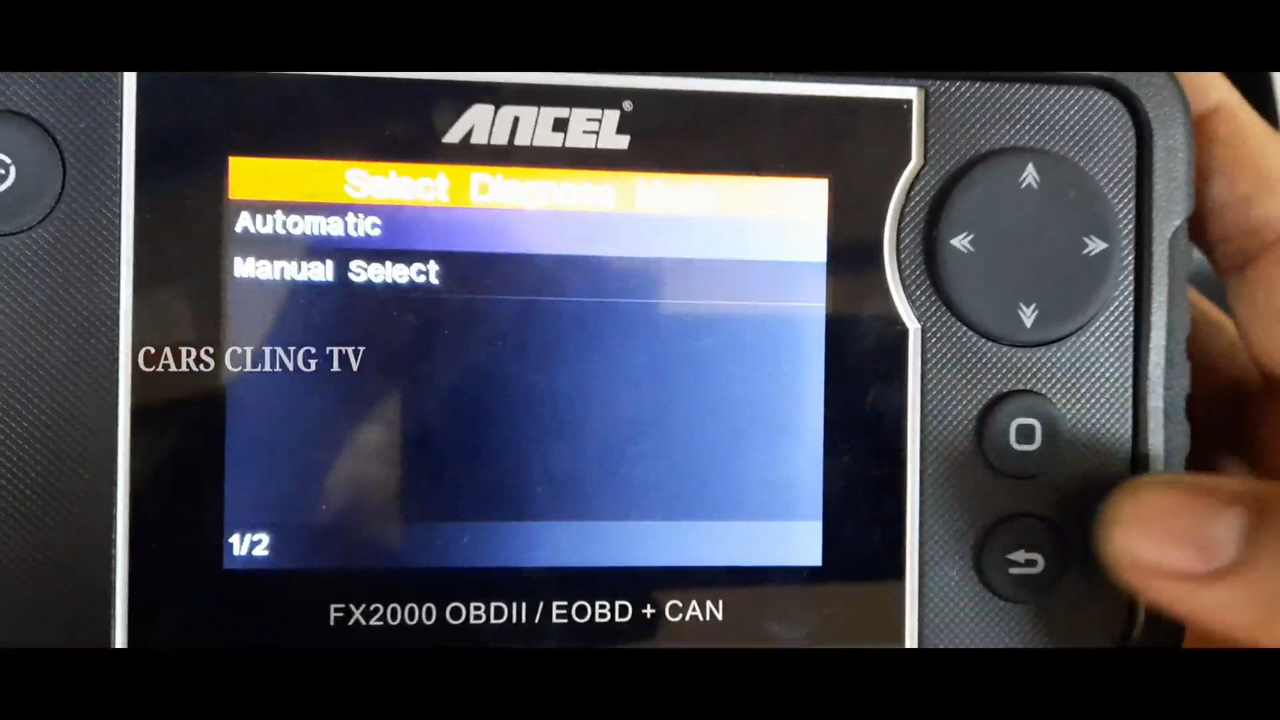 ANCEL®
Select Diagnose
Automatic
Manual Select
CARS CLING TV
1/2
FX2000 OBDII / EOBD + CAN